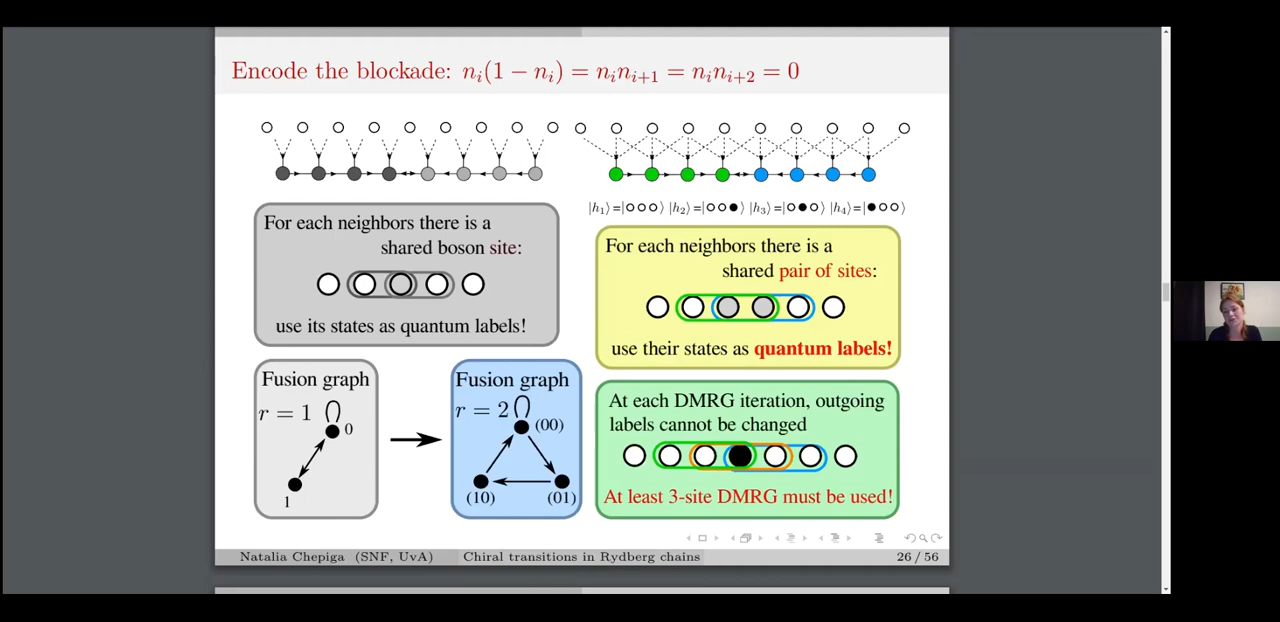 Encode the blockade: nᵢ(1 − nᵢ) = nᵢnᵢ₊₁ = nᵢnᵢ₊₂ = 0
|h₁⟩=|○○○⟩ |h₂⟩=|○○●⟩ |h₃⟩=|○●○⟩ |h₄⟩=|●○○⟩
For each neighbors there is a
shared boson site:
use its states as quantum labels!
For each neighbors there is a
shared pair of sites:
use their states as quantum labels!
Fusion graph
r = 1
0
1
Fusion graph
r = 2
(00)
(10)
(01)
At each DMRG iteration, outgoing
labels cannot be changed
At least 3-site DMRG must be used!
Natalia Chepiga (SNF, UvA)
Chiral transitions in Rydberg chains
26 / 56